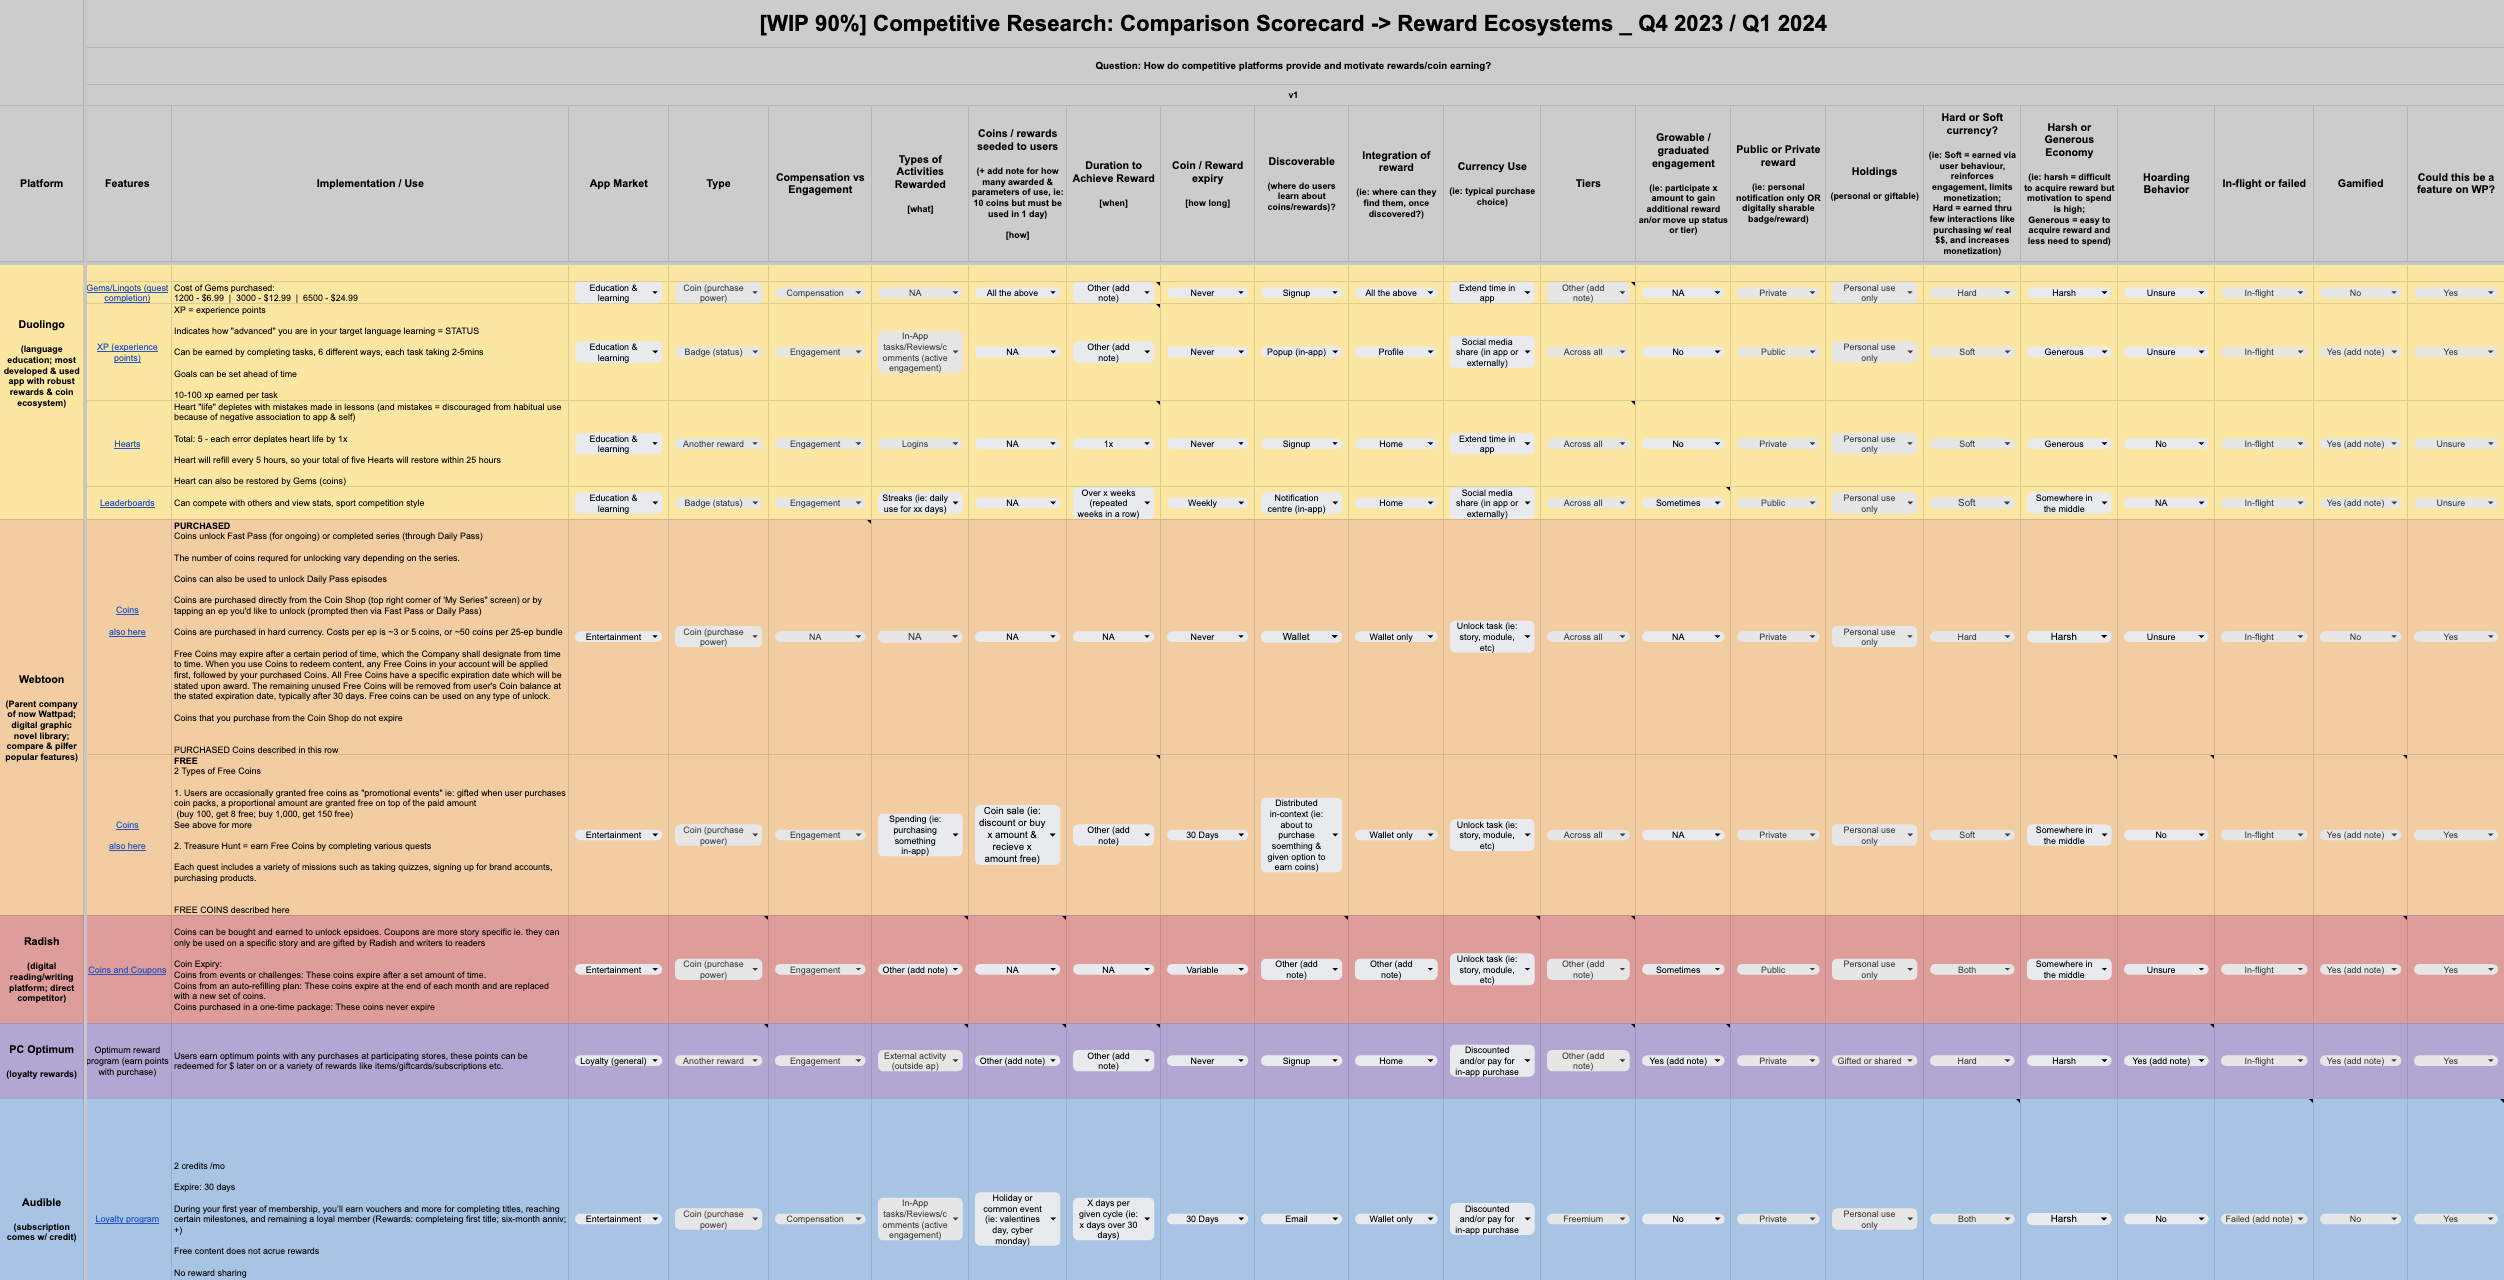 [WIP 90%] Competitive Research: Comparison Scorecard -> Reward Ecosystems _ Q4 2023 / Q1 2024
Question: How do competitive platforms provide and motivate rewards/coin earning?
v1
Platform
Features
Implementation / Use
App Market
Type
Compensation vs
Engagement
Types of
Activities
Rewarded
[what]
Coins / rewards
seeded to users
(+ add note for how
many awarded &
parameters of use, ie:
10 coins but must be
used in 1 day)
[how]
Duration to
Achieve Reward
[when]
Coin / Reward
expiry
[how long]
Discoverable
(where do users
learn about
coins/rewards)?
Integration of
reward
(ie: where can they
find them, once
discovered?)
Currency Use
(ie: typical purchase
choice)
Tiers
Growable /
graduated
engagement
(ie: participate x
amount to gain
additional reward
an/or move up status
or tier)
Public or Private
reward
(ie: personal
notification only OR
digitally sharable
badge/reward)
Holdings
(personal or giftable)
Hard or Soft
currency?
(ie: Soft = earned via
user behaviour,
reinforces
engagement, limits
monetization;
Hard = earned thru
few interactions like
purchasing w/ real
$$, and increases
monetization)
Harsh or
Generous
Economy
(ie: harsh = difficult
to acquire reward but
motivation to spend
is high;
Generous = easy to
acquire reward and
less need to spend)
Hoarding
Behavior
In-flight or failed
Gamified
Could this be a
feature on WP?
Duolingo
(language
education; most
developed & used
app with robust
rewards & coin
ecosystem)
Gems/Lingots (quest
completion)
Cost of Gems purchased:
1200 - $6.99 | 3000 - $12.99 | 6500 - $24.99
Education &
learning
Coin (purchase
power)
Compensation
NA
All the above
Other (add
note)
Never
Signup
All the above
Extend time in
app
Other (add
note)
NA
Private
Personal use
only
Hard
Harsh
Unsure
In-flight
No
Yes
XP (experience
points)
XP = experience points
Indicates how "advanced" you are in your target language learning = STATUS
Can be earned by completing tasks, 6 different ways, each task taking 2-5mins
Goals can be set ahead of time
10-100 xp earned per task
Education &
learning
Badge (status)
Engagement
In-App
tasks/Reviews/c
omments (active
engagement)
NA
Other (add
note)
Never
Popup (in-app)
Profile
Social media
share (in app or
externally)
Across all
No
Public
Personal use
only
Soft
Generous
Unsure
In-flight
Yes (add note)
Yes
Hearts
Heart "life" depletes with mistakes made in lessons (and mistakes = discouraged from habitual use
because of negative association to app & self)
Total: 5 - each error deplates heart life by 1x
Heart will refill every 5 hours, so your total of five Hearts will restore within 25 hours
Heart can also be restored by Gems (coins)
Education &
learning
Another reward
Engagement
Logins
NA
1x
Never
Signup
Home
Extend time in
app
Across all
No
Private
Personal use
only
Soft
Generous
No
In-flight
Yes (add note)
Unsure
Leaderboards
Can compete with others and view stats, sport competition style
Education &
learning
Badge (status)
Engagement
Streaks (ie: daily
use for xx days)
NA
Over x weeks
(repeated
weeks in a row)
Weekly
Notification
centre (in-app)
Home
Social media
share (in app or
externally)
Across all
Sometimes
Public
Personal use
only
Soft
Somewhere in
the middle
NA
In-flight
Yes (add note)
Unsure
Webtoon
(Parent company
of now Wattpad;
digital graphic
novel library;
compare & pilfer
popular features)
Coins
also here
PURCHASED
Coins unlock Fast Pass (for ongoing) or completed series (through Daily Pass)
The number of coins requred for unlocking vary depending on the series.
Coins can also be used to unlock Daily Pass episodes
Coins are purchased directly from the Coin Shop (top right corner of 'My Series" screen) or by
tapping an ep you'd like to unlock (prompted then via Fast Pass or Daily Pass)
Coins are purchased in hard currency. Costs per ep is ~3 or 5 coins, or ~50 coins per 25-ep bundle
Free Coins may expire after a certain period of time, which the Company shall designate from time
to time. When you use Coins to redeem content, any Free Coins in your account will be applied
first, followed by your purchased Coins. All Free Coins have a specific expiration date which will be
stated upon award. The remaining unused Free Coins will be removed from user's Coin balance at
the stated expiration date, typically after 30 days. Free coins can be used on any type of unlock.
Coins that you purchase from the Coin Shop do not expire
PURCHASED Coins described in this row
Entertainment
Coin (purchase
power)
NA
NA
NA
NA
Never
Wallet
Wallet only
Unlock task (ie:
story, module,
etc)
Across all
NA
Private
Personal use
only
Hard
Harsh
Unsure
In-flight
No
Yes
Coins
also here
FREE
2 Types of Free Coins
1. Users are occasionally granted free coins as "promotional events" ie: gifted when user purchases
coin packs, a proportional amount are granted free on top of the paid amount
(buy 100, get 8 free; buy 1,000, get 150 free)
See above for more
2. Treasure Hunt = earn Free Coins by completing various quests
Each quest includes a variety of missions such as taking quizzes, signing up for brand accounts,
purchasing products.
FREE COINS described here
Entertainment
Coin (purchase
power)
Engagement
Spending (ie:
purchasing
something
in-app)
Coin sale (ie:
discount or buy
x amount &
recieve x
amount free)
Other (add
note)
30 Days
Distributed
in-context (ie:
about to
purchase
soemthing &
given option to
earn coins)
Wallet only
Unlock task (ie:
story, module,
etc)
Across all
NA
Private
Personal use
only
Soft
Somewhere in
the middle
No
In-flight
Yes (add note)
Yes
Radish
(digital
reading/writing
platform; direct
competitor)
Coins and Coupons
Coins can be bought and earned to unlock epsidoes. Coupons are more story specific ie. they can
only be used on a specific story and are gifted by Radish and writers to readers
Coin Expiry:
Coins from events or challenges: These coins expire after a set amount of time.
Coins from an auto-refilling plan: These coins expire at the end of each month and are replaced
with a new set of coins.
Coins purchased in a one-time package: These coins never expire
Entertainment
Coin (purchase
power)
Engagement
Other (add note)
NA
NA
Variable
Other (add
note)
Other (add
note)
Unlock task (ie:
story, module,
etc)
Other (add
note)
Sometimes
Public
Personal use
only
Both
Somewhere in
the middle
Unsure
In-flight
Yes (add note)
Yes
PC Optimum
(loyalty rewards)
Optimum reward
program (earn points
with purchase)
Users earn optimum points with any purchases at participating stores, these points can be
redeemed for $ later on or a variety of rewards like items/giftcards/subscriptions etc.
Loyalty (general)
Another reward
Engagement
External activity
(outside ap)
Other (add note)
Other (add
note)
Never
Signup
Home
Discounted
and/or pay for
in-app purchase
Other (add
note)
Yes (add note)
Private
Gifted or shared
Hard
Harsh
Yes (add note)
In-flight
Yes (add note)
Yes
Audible
(subscription
comes w/ credit)
Loyalty program
2 credits /mo
Expire: 30 days
During your first year of membership, you'll earn vouchers and more for completing titles, reaching
certain milestones, and remaining a loyal member (Rewards: completeing first title; six-month anniv;
+)
Free content does not acrue rewards
No reward sharing
Entertainment
Coin (purchase
power)
Compensation
In-App
tasks/Reviews/c
omments (active
engagement)
Holiday or
common event
(ie: valentines
day, cyber
monday)
X days per
given cycle (ie:
x days over 30
days)
30 Days
Email
Wallet only
Discounted
and/or pay for
in-app purchase
Freemium
No
Private
Personal use
only
Both
Harsh
No
Failed (add note)
No
Yes